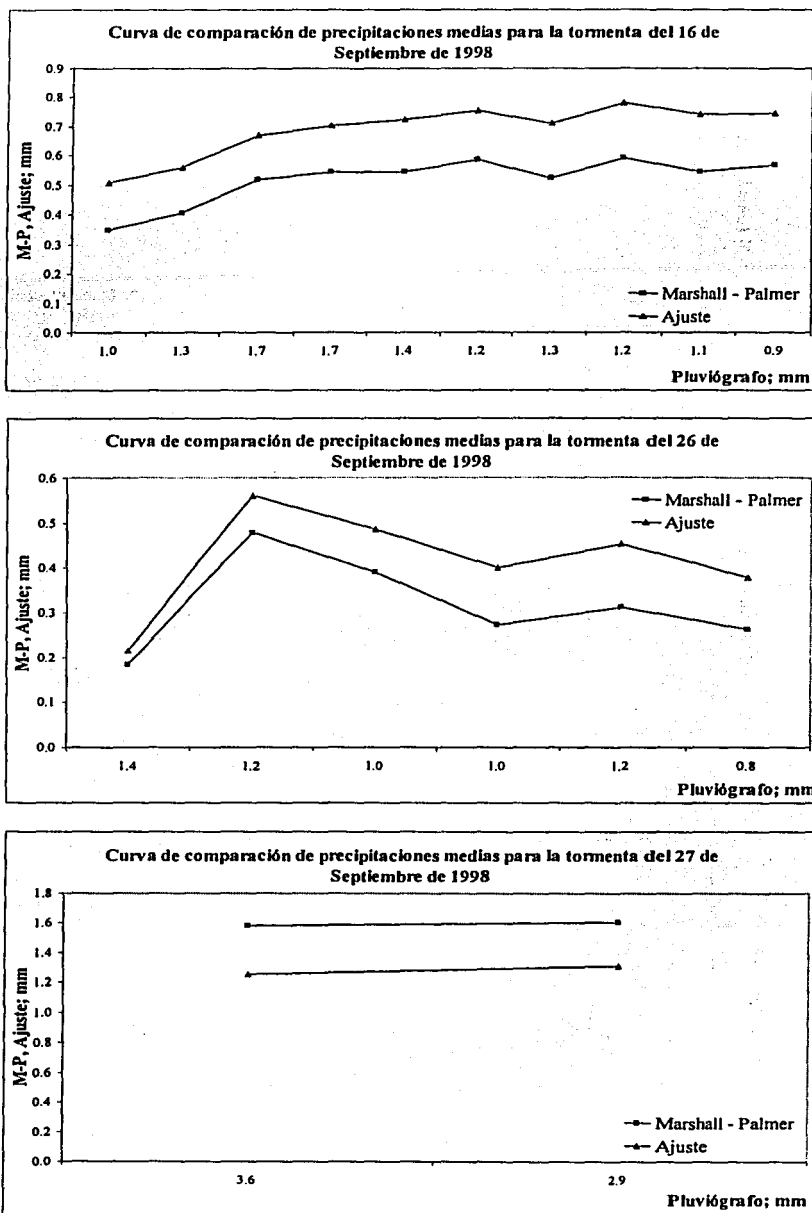 Curva de comparación de precipitaciones medias para la tormenta del 16 de
Septiembre de 1998
M-P, Ajuste; mm
0.9
0.8
0.7
0.6
0.5
0.4
0.3
0.2
0.1
0.0
Marshall - Palmer
Ajuste
1.0 1.3 1.7 1.7 1.4 1.2 1.3 1.2 1.1 0.9
Pluviógrafo; mm
Curva de comparación de precipitaciones medias para la tormenta del 26 de
Septiembre de 1998
M-P, Ajuste; mm
0.6
0.5
0.4
0.3
0.2
0.1
0.0
Marshall - Palmer
Ajuste
1.4 1.2 1.0 1.0 1.2 0.8
Pluviógrafo; mm
Curva de comparación de precipitaciones medias para la tormenta del 27 de
Septiembre de 1998
M-P, Ajuste; mm
1.8
1.6
1.4
1.2
1.0
0.8
0.6
0.4
0.2
0.0
Marshall - Palmer
Ajuste
3.6 2.9
Pluviógrafo; mm